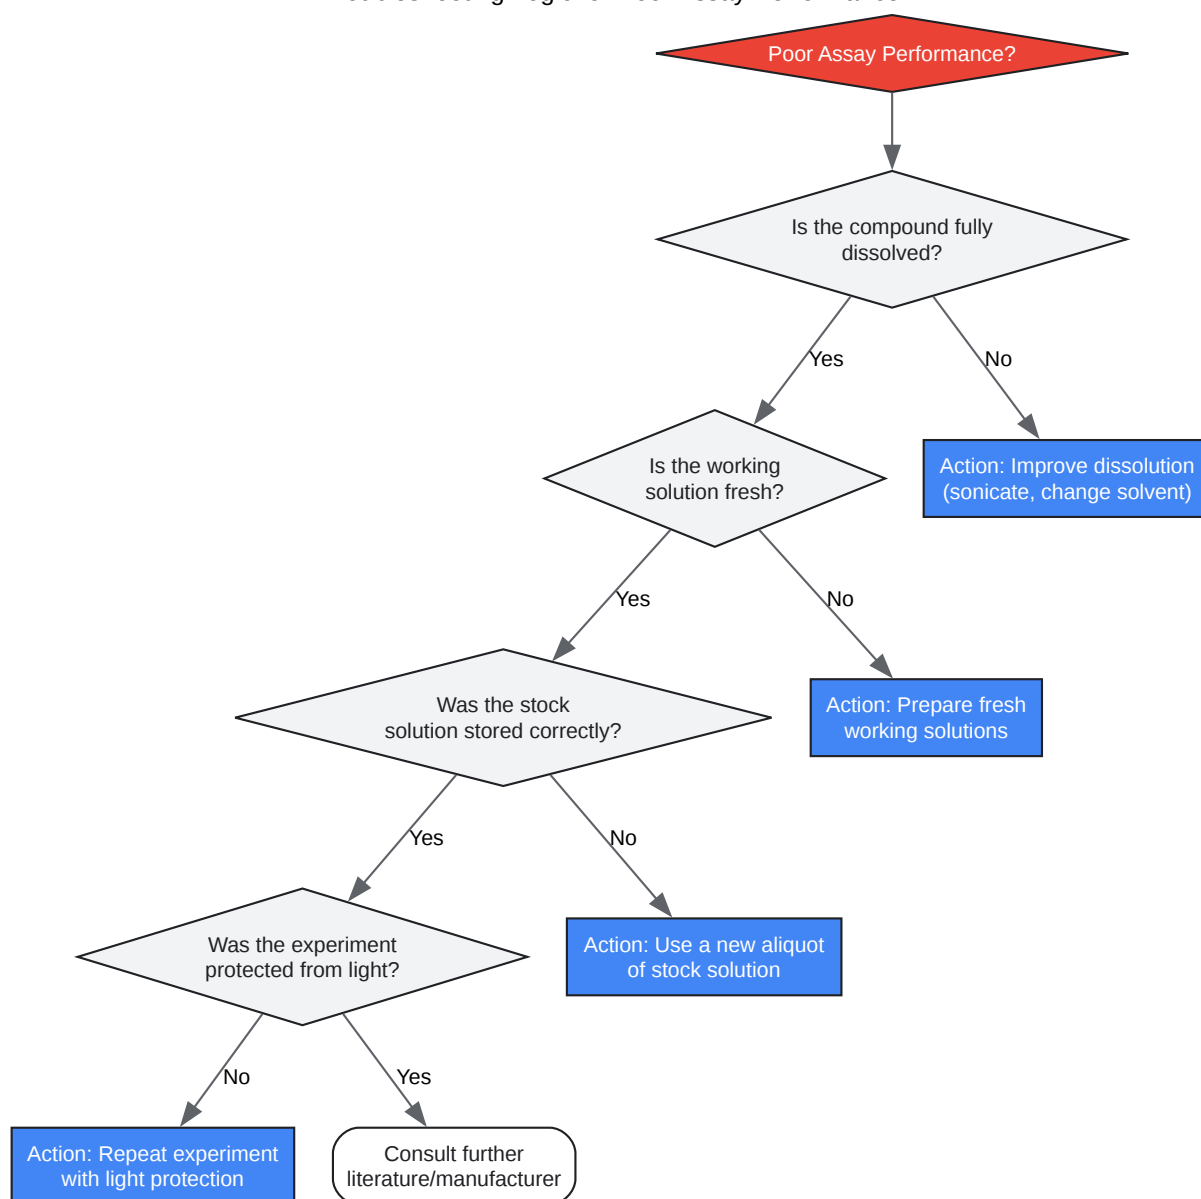 Poor Assay Performance?
Is the compound fully
dissolved?
Yes
No
Is the working
solution fresh?
Action: Improve dissolution
(sonicate, change solvent)
Yes
No
Was the stock
solution stored correctly?
Action: Prepare fresh
working solutions
Yes
No
Was the experiment
protected from light?
Action: Use a new aliquot
of stock solution
No
Yes
Action: Repeat experiment
with light protection
Consult further
literature/manufacturer